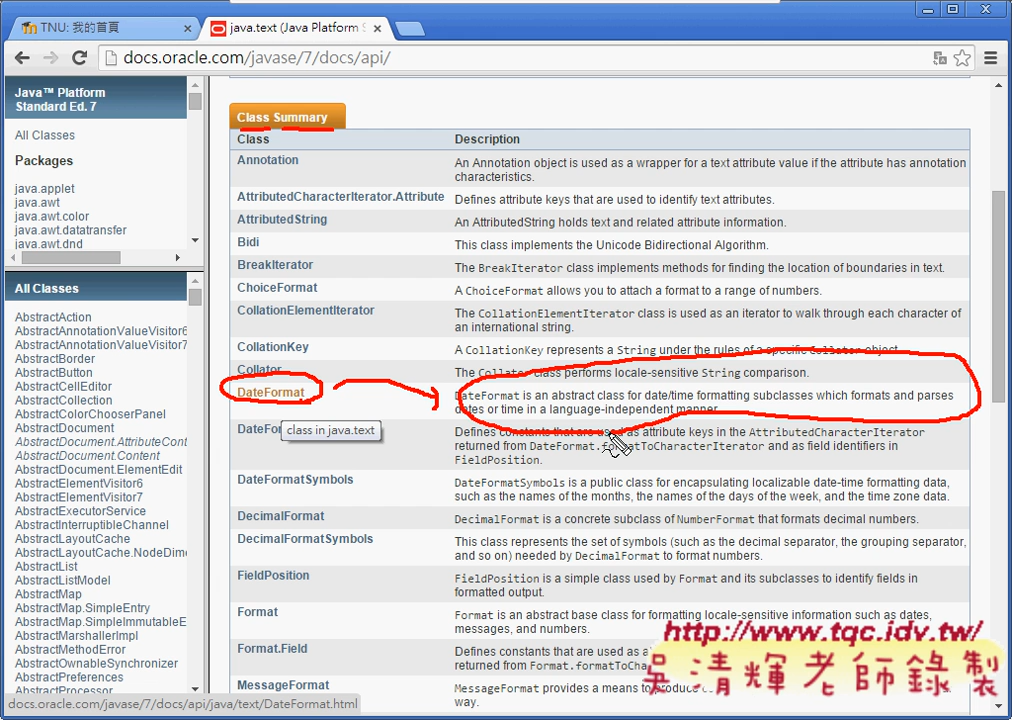 TNU: 我的首頁
java.text (Java Platform S
docs.oracle.com/javase/7/docs/api/
Java™ Platform
Standard Ed. 7
All Classes
Packages
java.applet
java.awt
java.awt.color
java.awt.datatransfer
java.awt.dnd
All Classes
AbstractAction
AbstractAnnotationValueVisitor6
AbstractAnnotationValueVisitor7
AbstractBorder
AbstractButton
AbstractCellEditor
AbstractCollection
AbstractColorChooserPanel
AbstractDocument
AbstractDocument.AttributeCont
AbstractDocument.Content
AbstractDocument.ElementEdit
AbstractElementVisitor6
AbstractElementVisitor7
AbstractExecutorService
AbstractInterruptibleChannel
AbstractLayoutCache
AbstractLayoutCache.NodeDime
AbstractList
AbstractListModel
AbstractMap
AbstractMap.SimpleEntry
AbstractMap.SimpleImmutableE
AbstractMarshallerImpl
AbstractMethodError
AbstractOwnableSynchronizer
AbstractPreferences
AbstractProcessor
Class Summary
Class Description
Annotation An Annotation object is used as a wrapper for a text attribute value if the attribute has annotation
characteristics.
AttributedCharacterIterator.Attribute Defines attribute keys that are used to identify text attributes.
AttributedString An AttributedString holds text and related attribute information.
Bidi This class implements the Unicode Bidirectional Algorithm.
BreakIterator The BreakIterator class implements methods for finding the location of boundaries in text.
ChoiceFormat A ChoiceFormat allows you to attach a format to a range of numbers.
CollationElementIterator The CollationElementIterator class is used as an iterator to walk through each character of
an international string.
CollationKey A CollationKey represents a String under the rules of a specific Collator object.
Collator The Collator class performs locale-sensitive String comparison.
DateFormat DateFormat is an abstract class for date/time formatting subclasses which formats and parses
dates or time in a language-independent manner.
DateFor Defines constants that are used as attribute keys in the AttributedCharacterIterator
class in java.text
returned from DateFormat.formatToCharacterIterator and as field identifiers in
FieldPosition.
DateFormatSymbols DateFormatSymbols is a public class for encapsulating localizable date-time formatting data,
such as the names of the months, the names of the days of the week, and the time zone data.
DecimalFormat DecimalFormat is a concrete subclass of NumberFormat that formats decimal numbers.
DecimalFormatSymbols This class represents the set of symbols (such as the decimal separator, the grouping separator,
and so on) needed by DecimalFormat to format numbers.
FieldPosition FieldPosition is a simple class used by Format and its subclasses to identify fields in
formatted output.
Format Format is an abstract base class for formatting locale-sensitive information such as dates,
messages, and numbers.
Format.Field Defines constants that are used as a
returned from Format.formatToCha
MessageFormat MessageFormat provides a means to produce
way.
http://www.tqc.idv.tw/
吳清輝老師錄製
docs.oracle.com/javase/7/docs/api/java/text/DateFormat.html